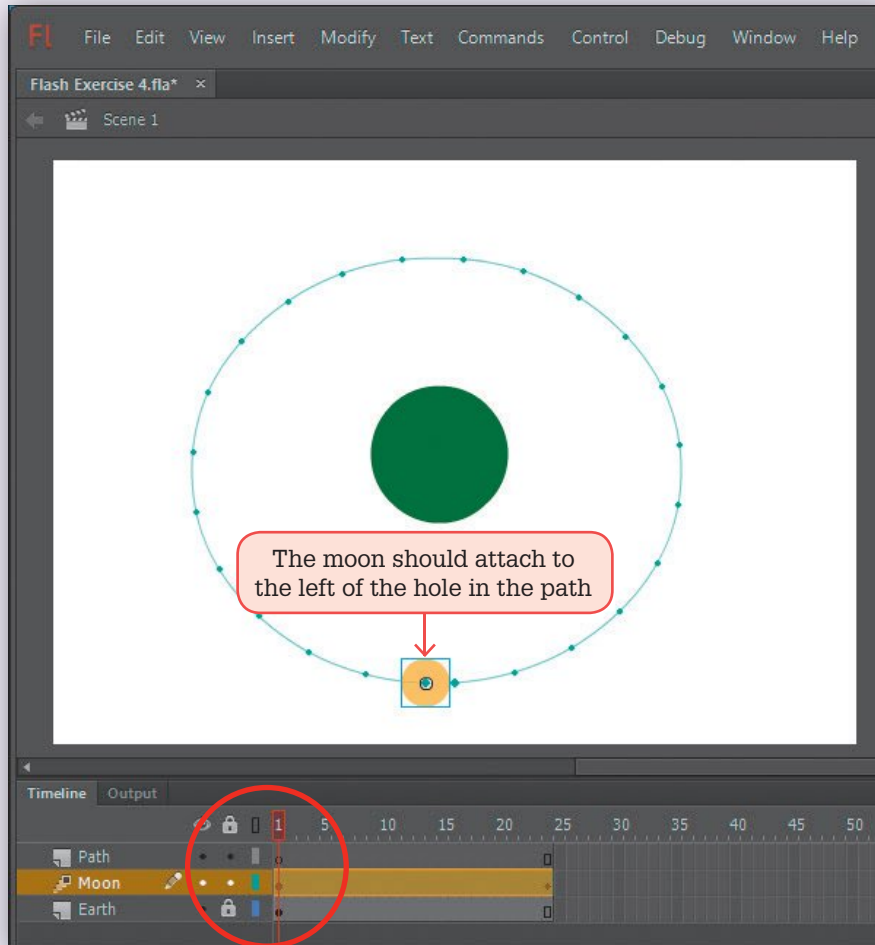 Fl File Edit View Insert Modify Text Commands Control Debug Window Help
Flash Exercise 4.fla* ×
Scene 1
The moon should attach to
the left of the hole in the path
Timeline Output
1 5 10 15 20 25 30 35 40 45 50
Path
Moon
Earth